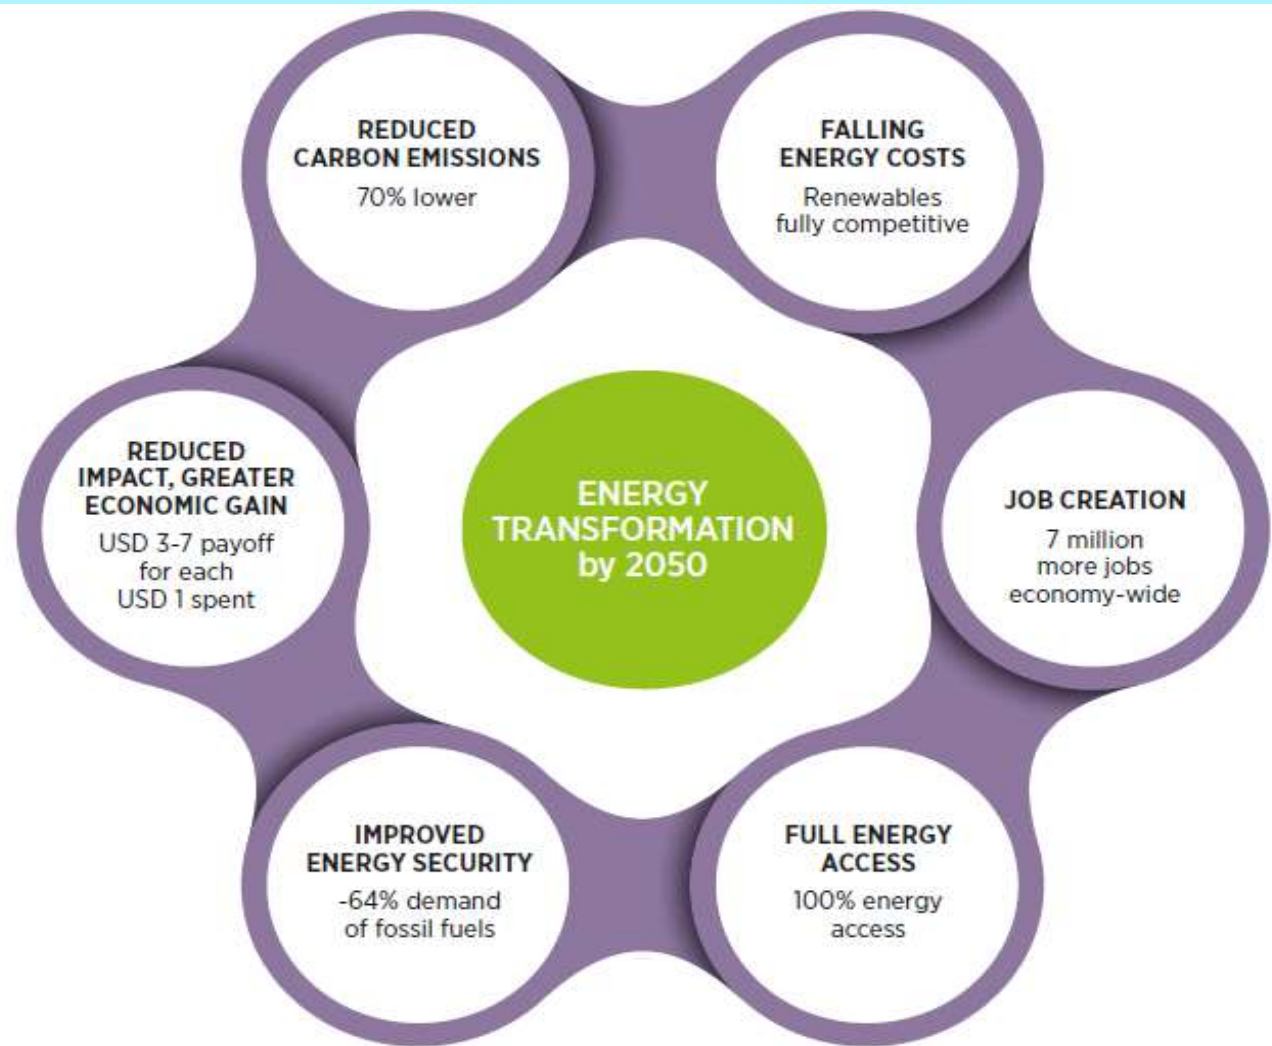 REDUCED
CARBON EMISSIONS
70% lower
FALLING
ENERGY COSTS
Renewables
fully competitive
REDUCED
IMPACT, GREATER
ECONOMIC GAIN
USD 3-7 payoff
for each
USD 1 spent
ENERGY
TRANSFORMATION
by 2050
JOB CREATION
7 million
more jobs
economy-wide
IMPROVED
ENERGY SECURITY
-64% demand
of fossil fuels
FULL ENERGY
ACCESS
100% energy
access